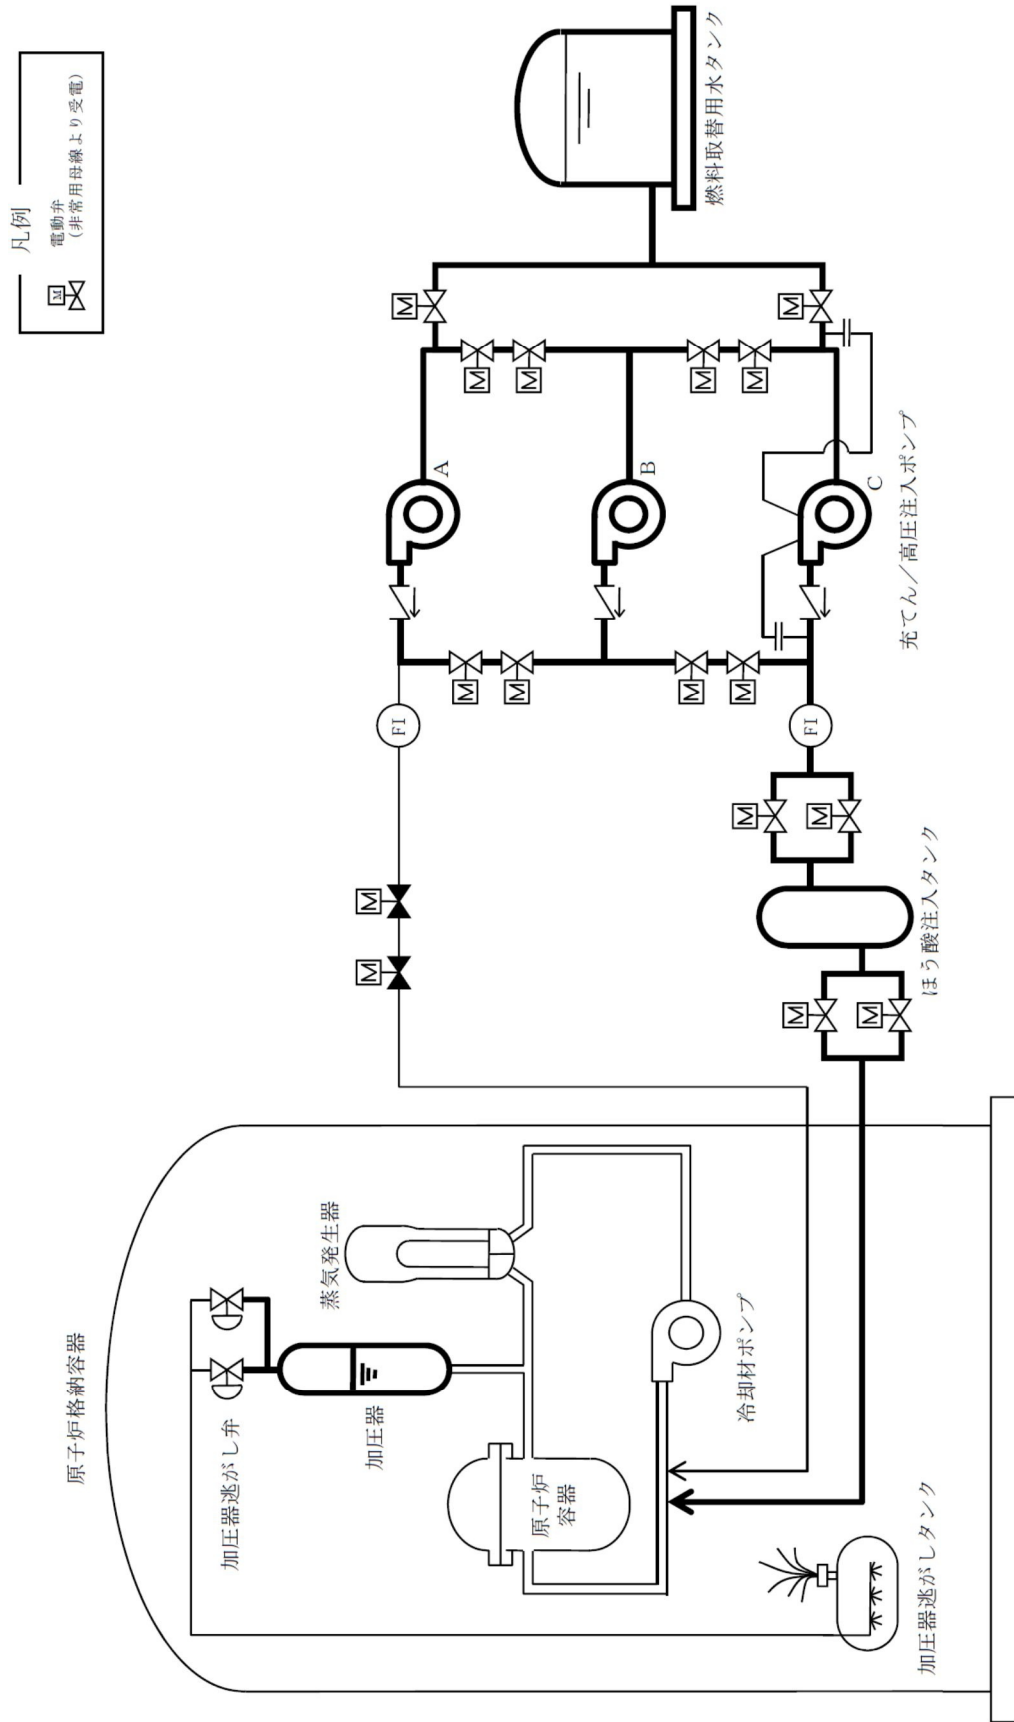 凡例
M
電動弁
(非常用母線より受電)
原子炉格納容器
加圧器逃がし弁
加圧器
蒸気発生器
原子炉
容器
冷却材ポンプ
加圧器逃がしタンク
M
M
FI
M
M
M
M
M
M
M
M
FI
ほう酸注入タンク
A
B
C
充てん/高圧注入ポンプ
M
M
M
M
M
M
燃料取替用水タンク